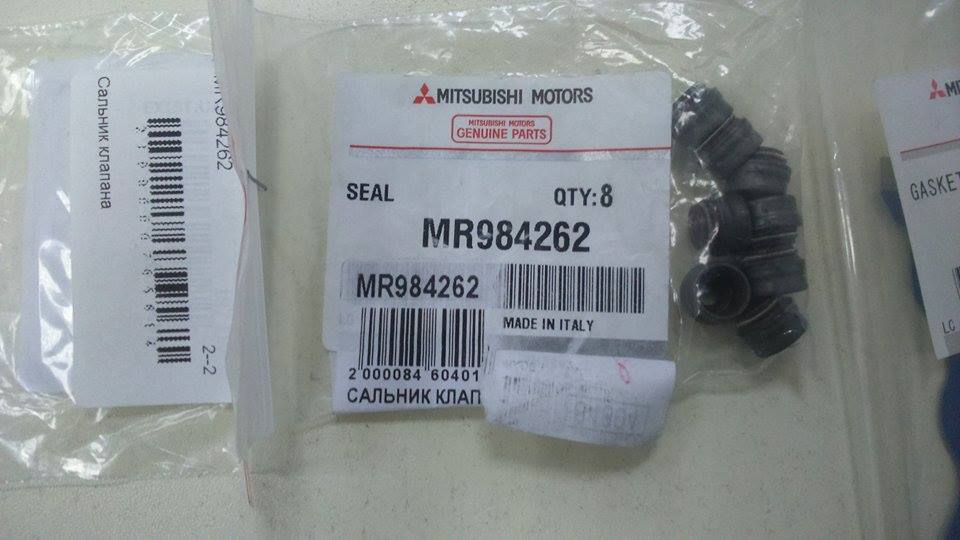 MR984262
Сальник клапана
2--2
MITSUBISHI MOTORS
MITSUBISHI MOTORS
GENUINE PARTS
SEAL QTY:8
MR984262
MR984262
MADE IN ITALY
2 000084 60401
САЛЬНИК КЛАП
MI
GASKET
LC